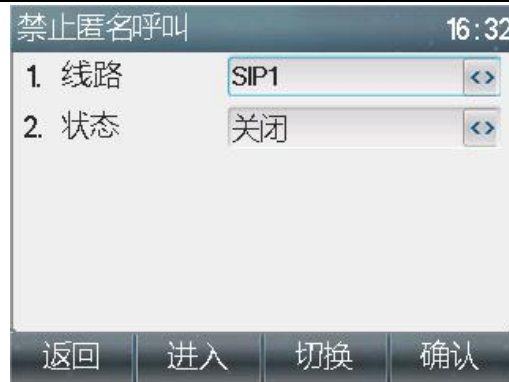 禁止匿名呼叫 16:32
1. 线路 SIP1 <>
2. 状态 关闭 <>
返回 进入 切换 确认